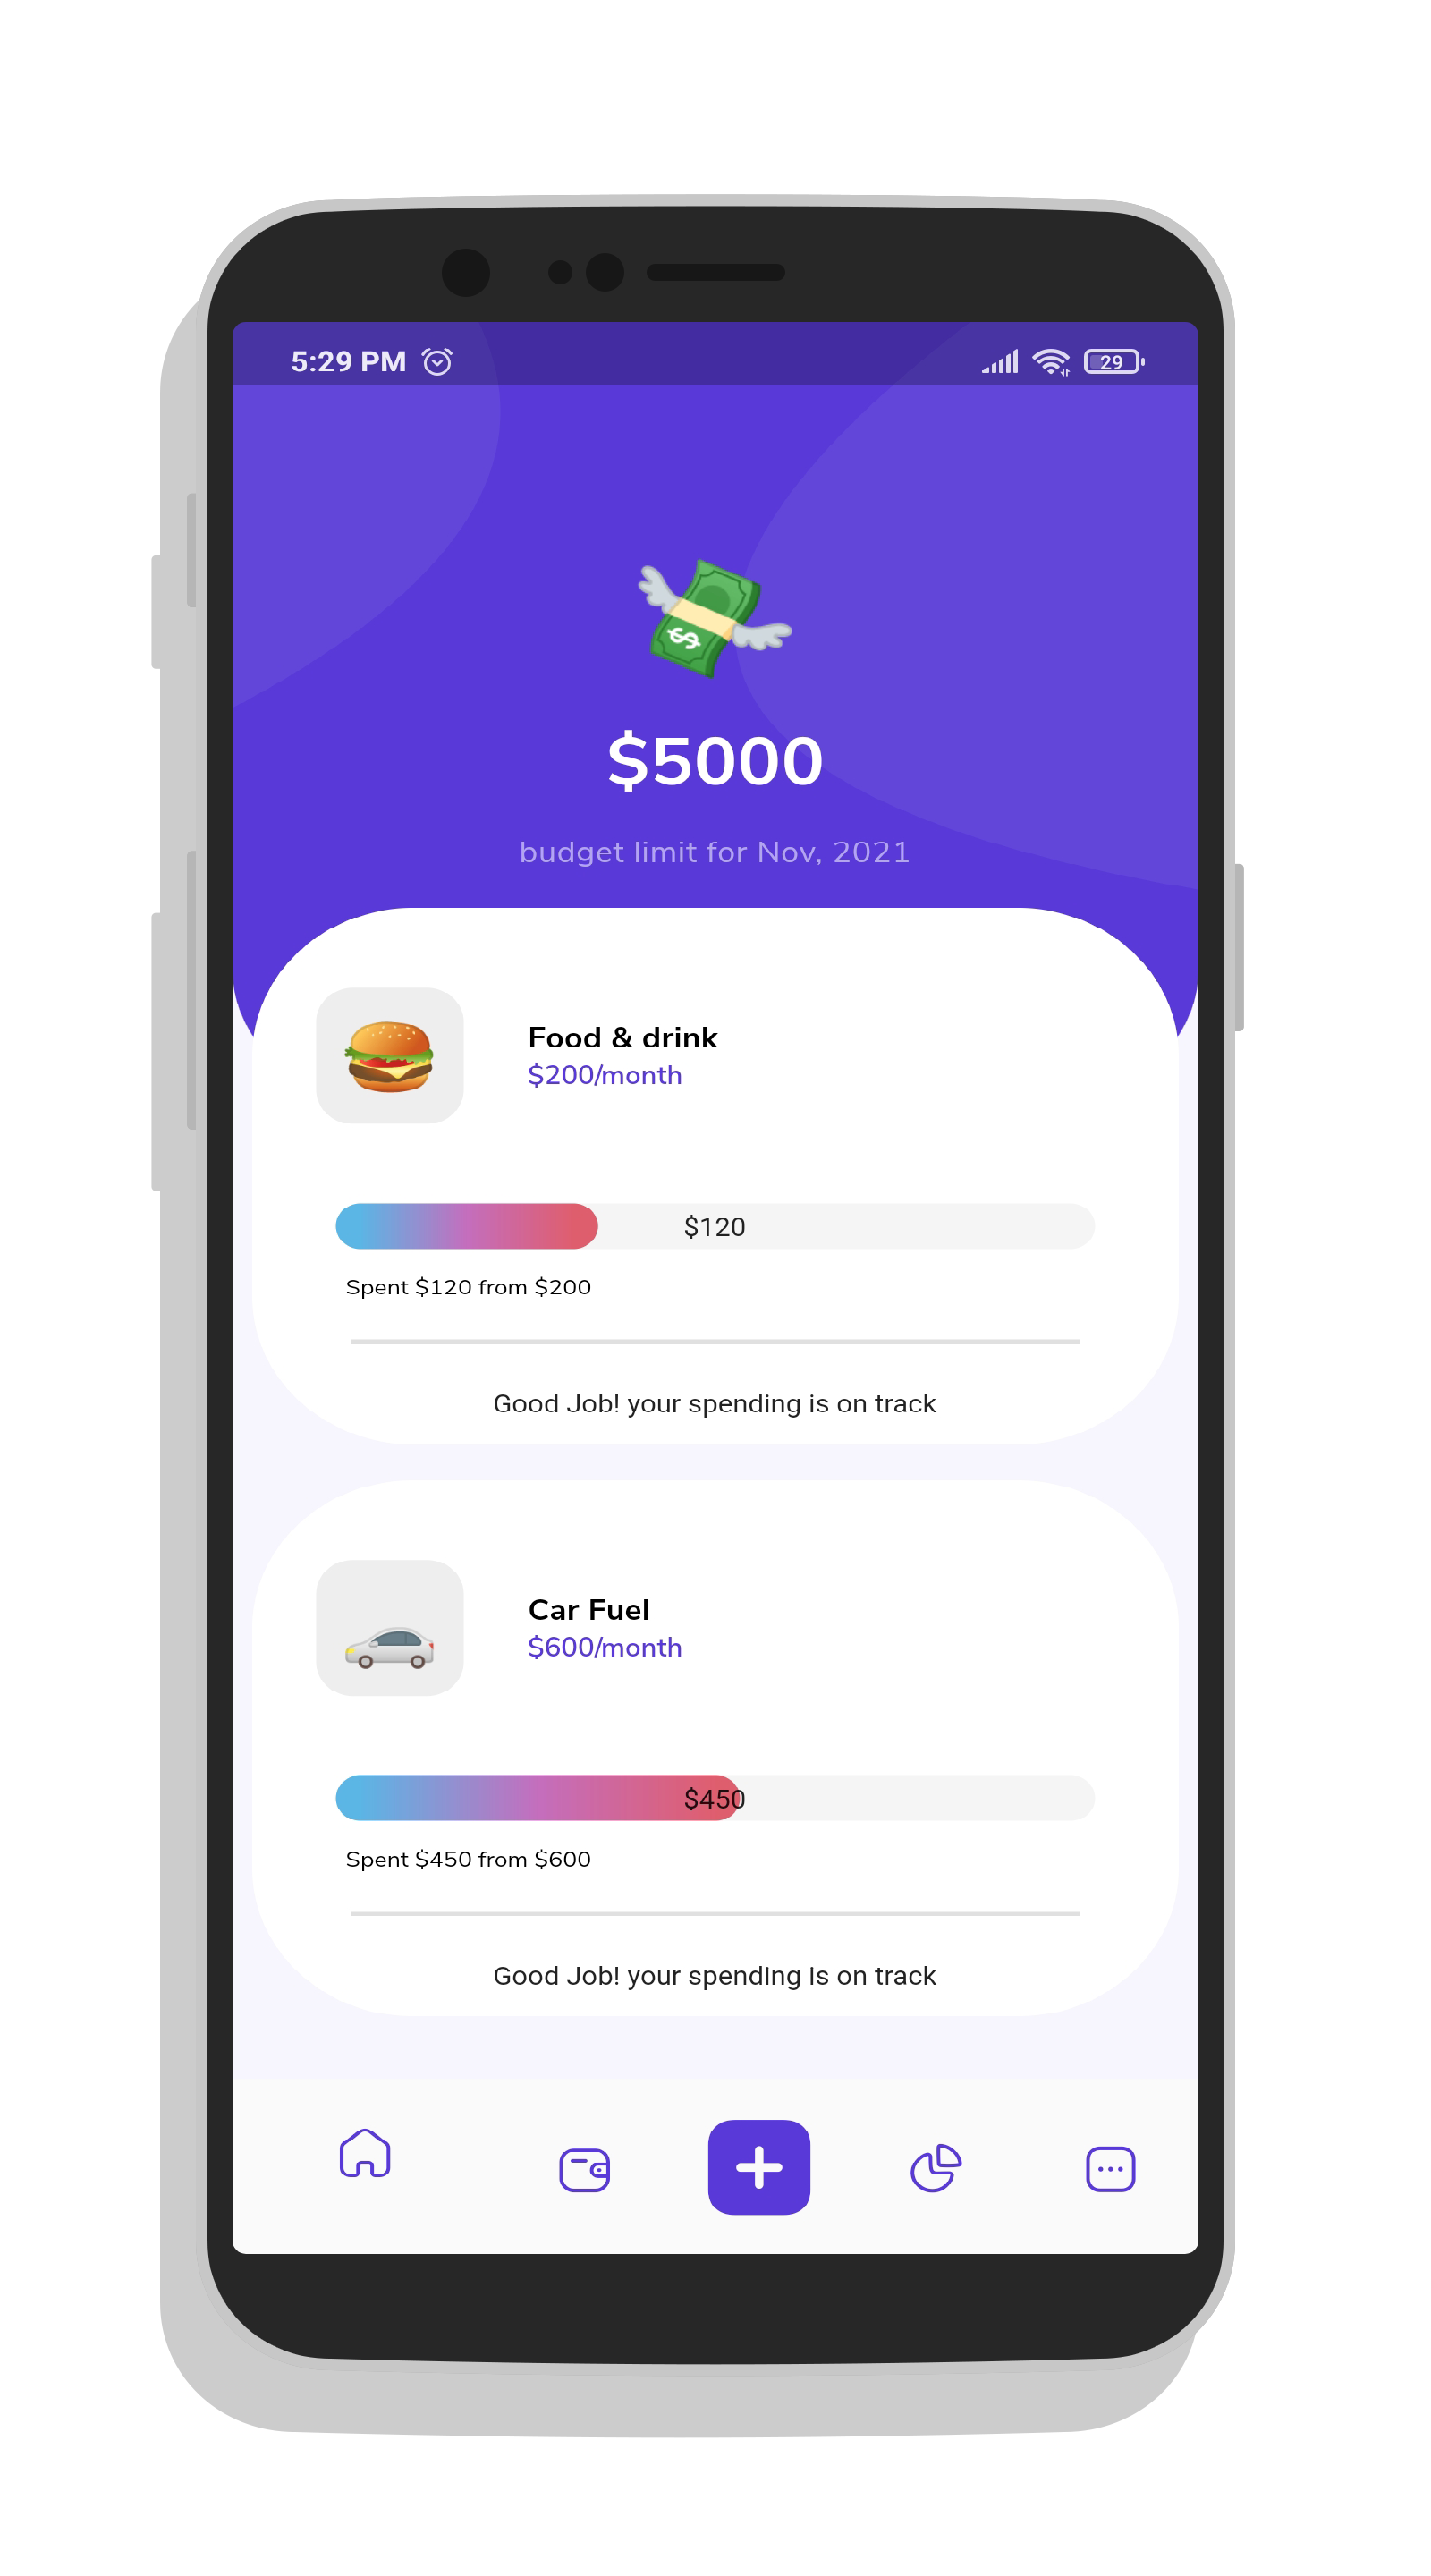 5:29 PM
29
$5000
budget limit for Nov, 2021
Food & drink
$200/month
$120
Spent $120 from $200
Good Job! your spending is on track
Car Fuel
$600/month
$450
Spent $450 from $600
Good Job! your spending is on track